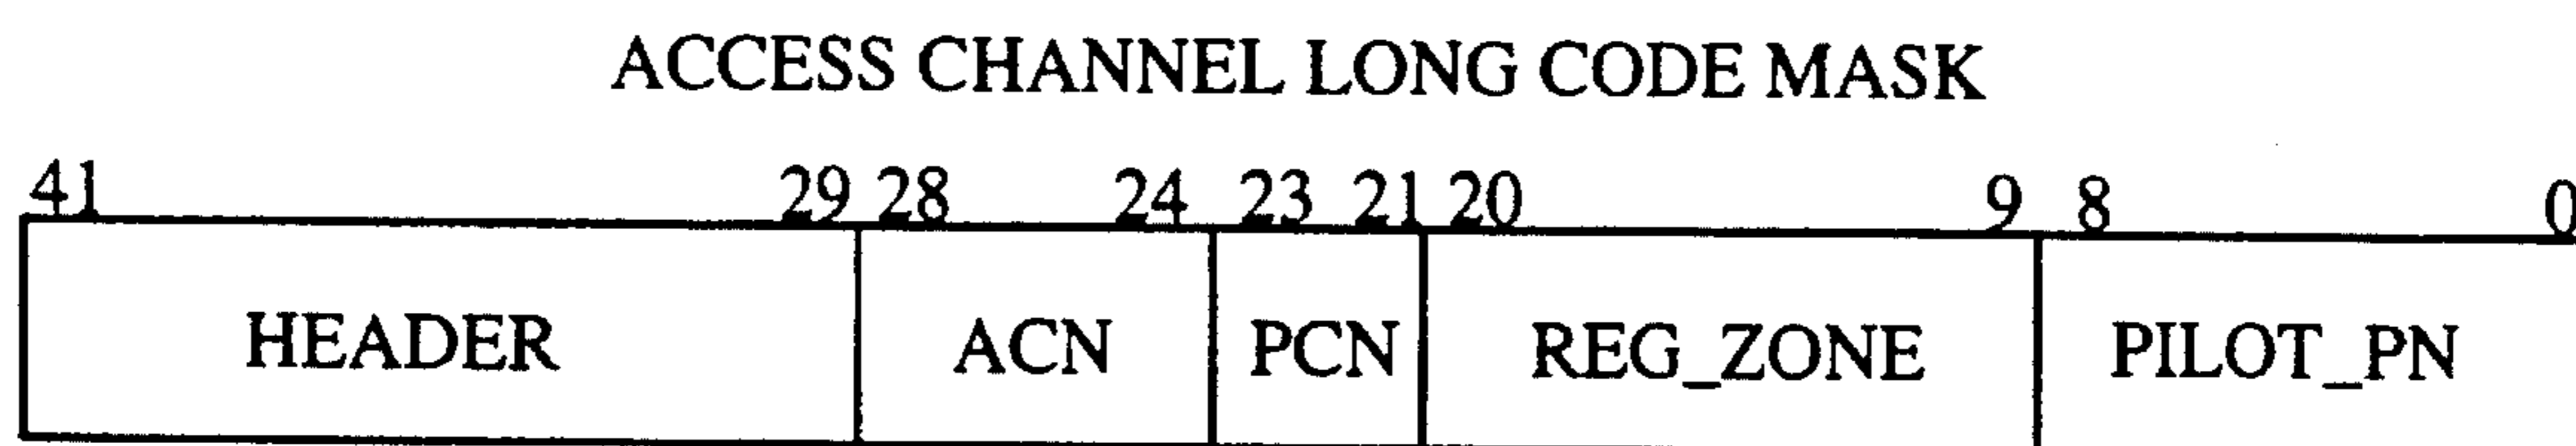 ACCESS CHANNEL LONG CODE MASK
41 29 28 24 23 21 20 9 8 0
HEADER ACN PCN REG_ZONE PILOT_PN